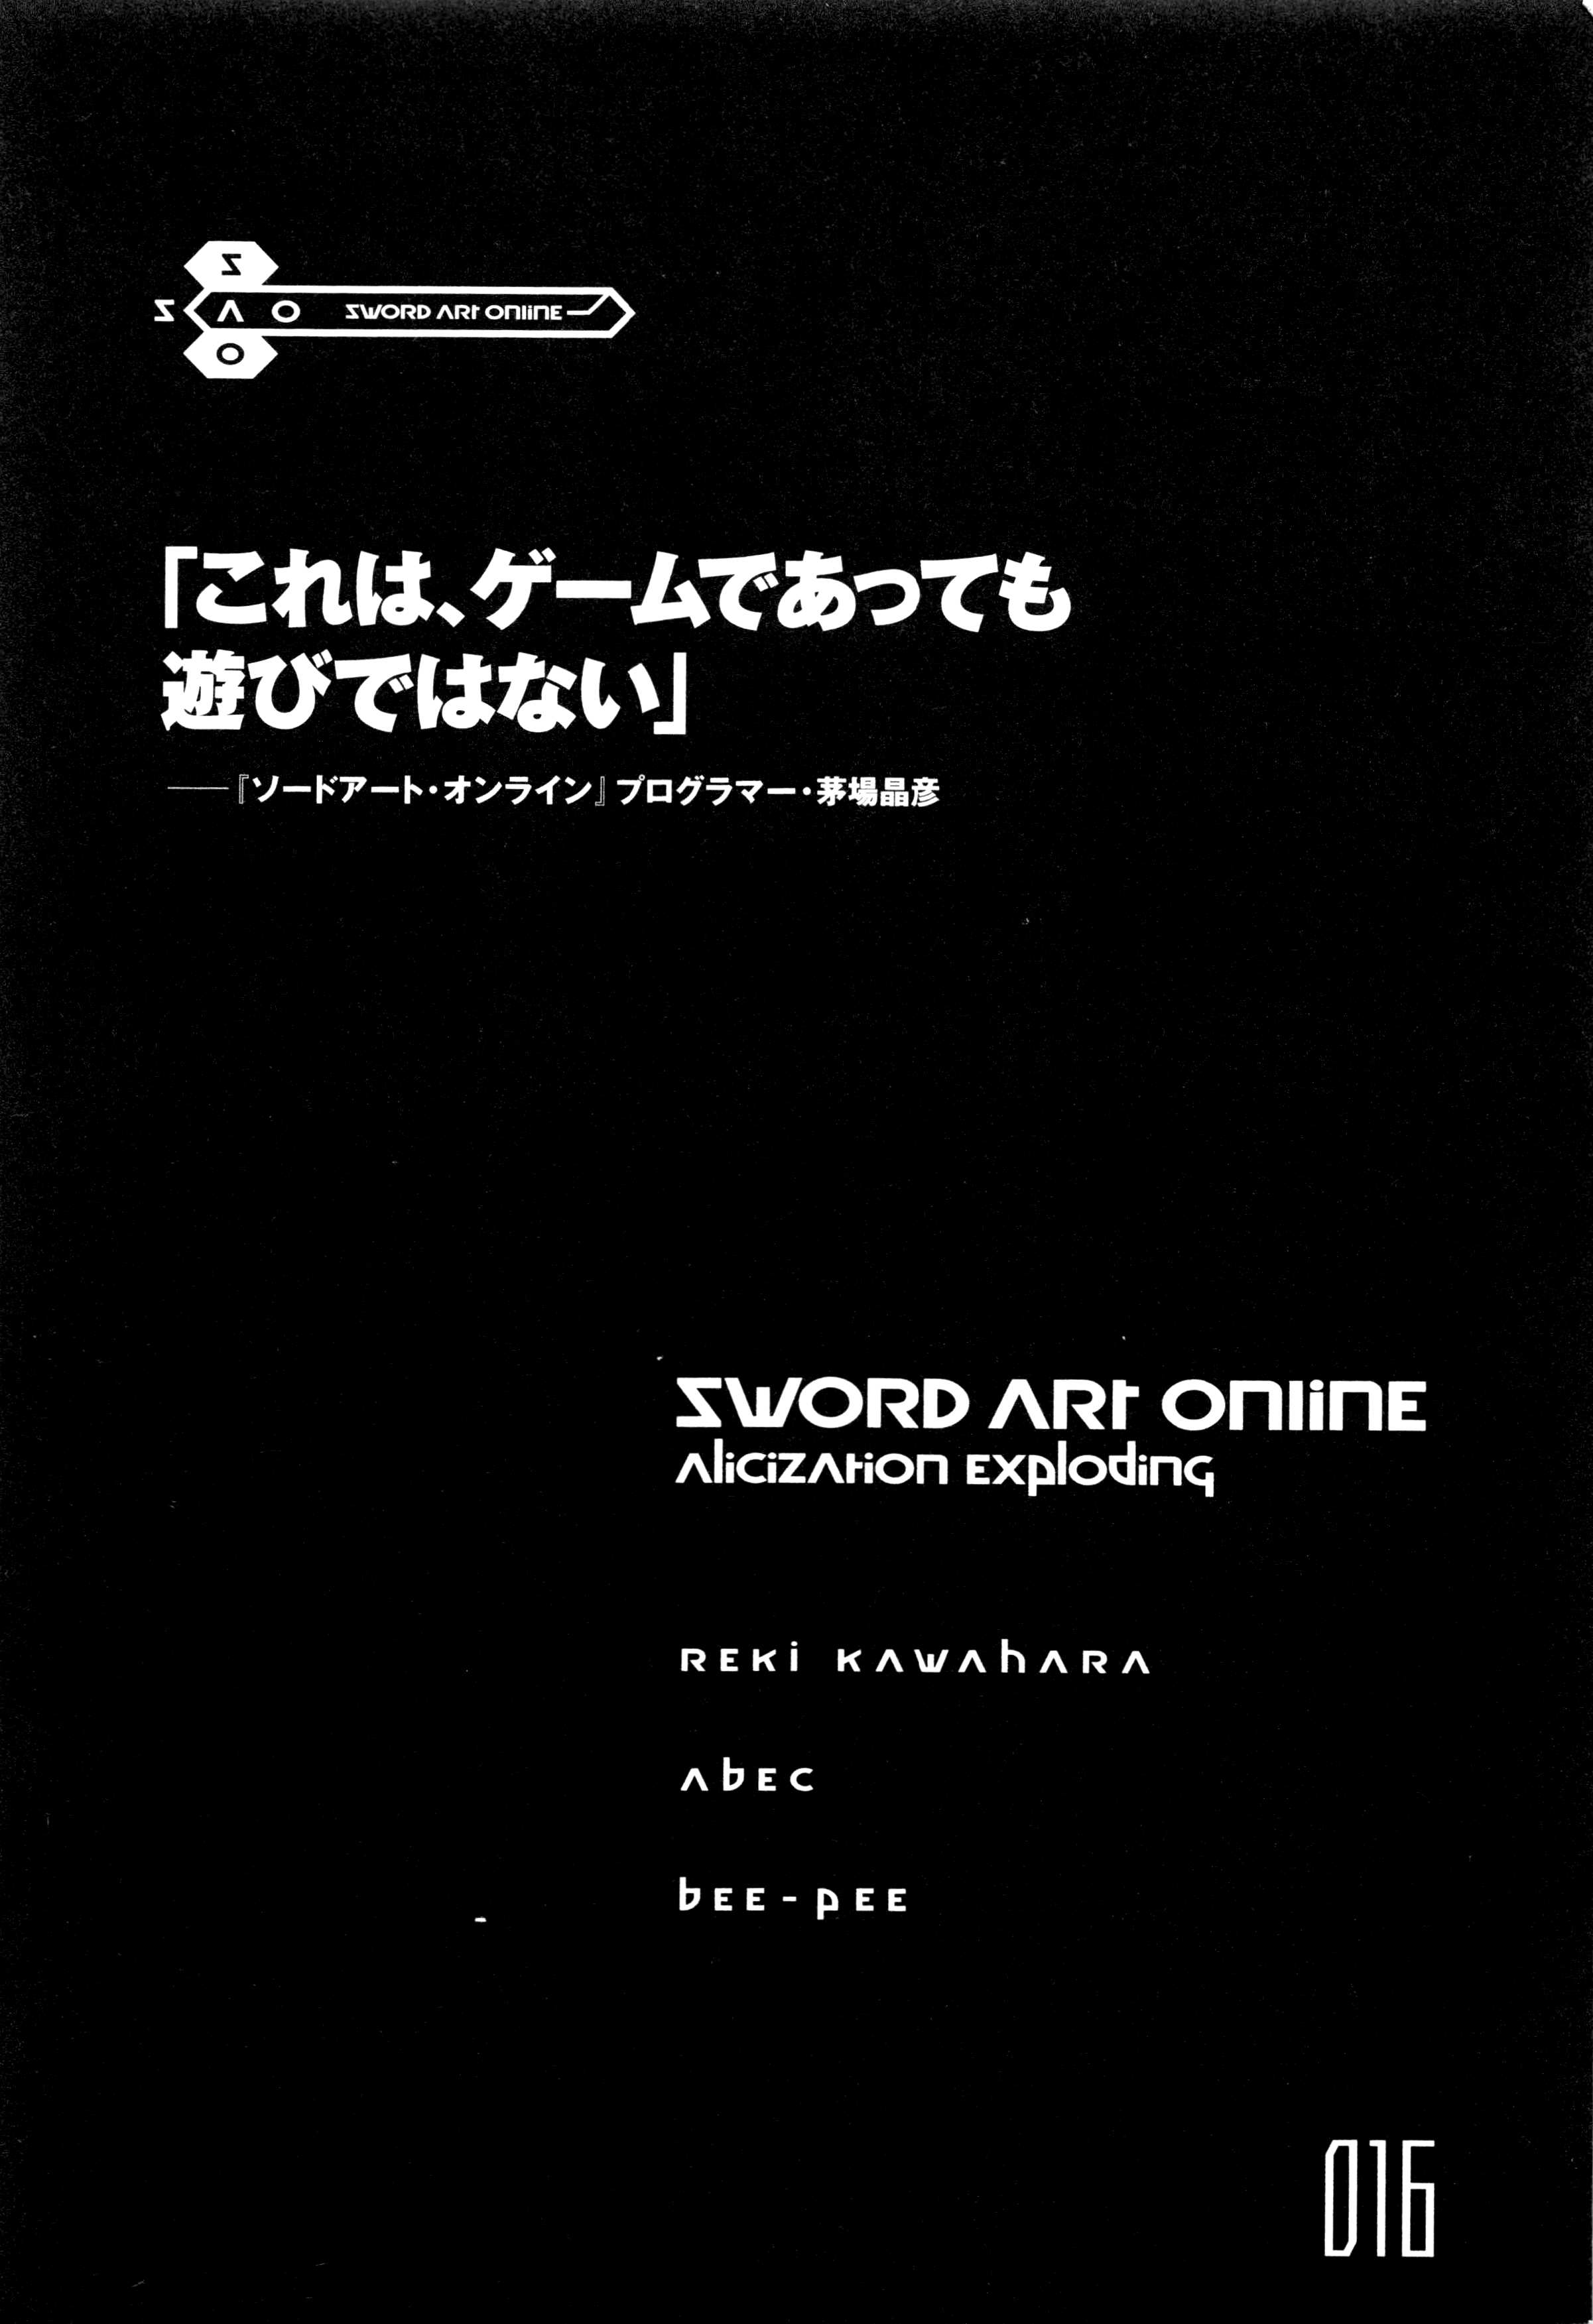 S
S A O SWORD ART ONLINE
O
「これは、ゲームであっても
遊びではない」
——『ソードアート・オンライン』プログラマー・茅場晶彦
SWORD ART ONLINE
Alicization Exploding
REKI KAWAHARA
ABEC
BEE-PEE
016